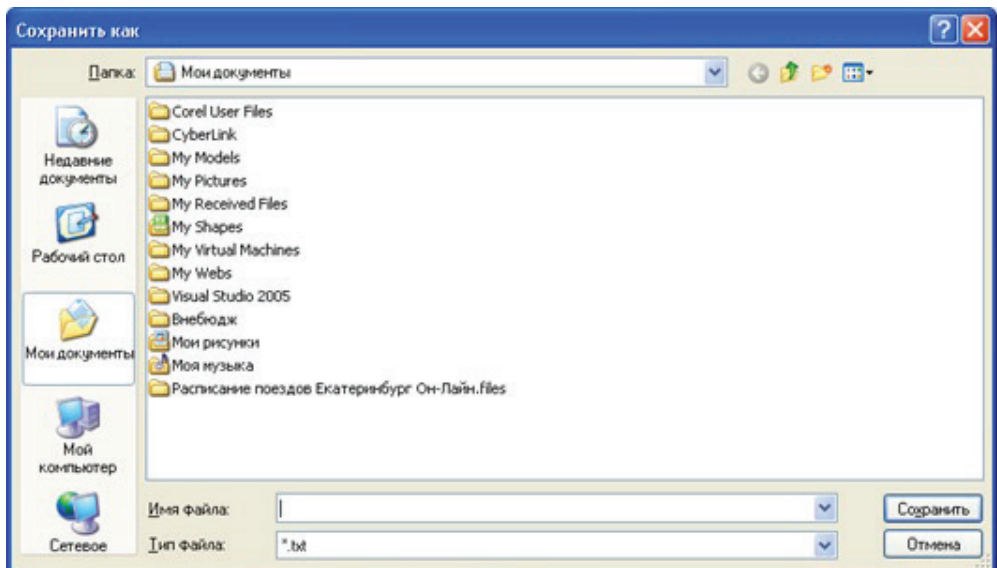 Сохранить как
Папка:
Мои документы
Недавние
документы
Рабочий стол
Мои документы
Мой
компьютер
Сетевое
Corel User Files
CyberLink
My Models
My Pictures
My Received Files
My Shapes
My Virtual Machines
My Webs
Visual Studio 2005
Внебюдж
Мои рисунки
Моя музыка
Расписание поездов Екатеринбург Он-Лайн.files
Имя файла:
Сохранить
Тип файла:
*.txt
Отмена